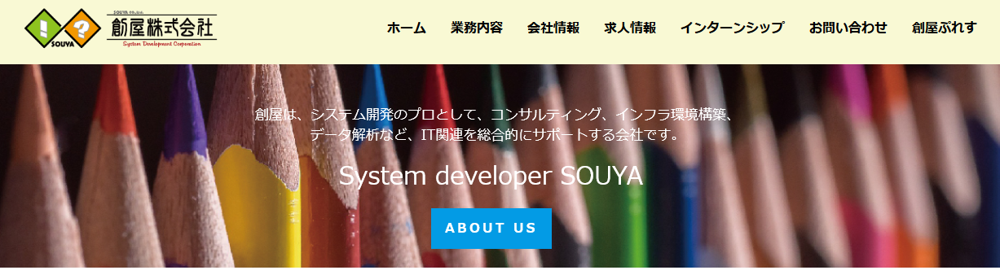 ! ?
SOUYA
SOUYA CO.,Ltd.
創屋株式会社
System Development Corporation
ホーム 業務内容 会社情報 求人情報 インターンシップ お問い合わせ 創屋ぷれす
創屋は、システム開発のプロとして、コンサルティング、インフラ環境構築、
データ解析など、IT関連を総合的にサポートする会社です。
System developer SOUYA
ABOUT US